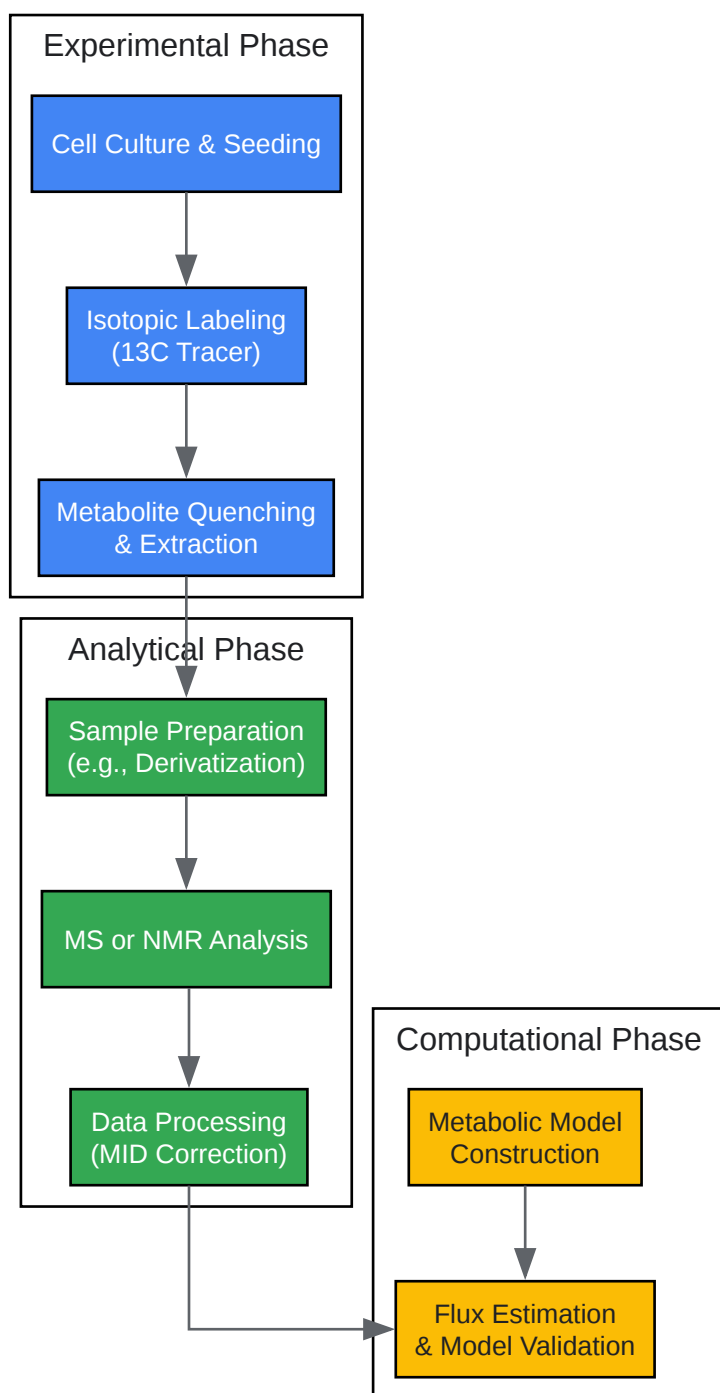 Experimental Phase
Cell Culture & Seeding
Isotopic Labeling
(13C Tracer)
Metabolite Quenching
& Extraction
Analytical Phase
Sample Preparation
(e.g., Derivatization)
MS or NMR Analysis
Data Processing
(MID Correction)
Computational Phase
Metabolic Model
Construction
Flux Estimation
& Model Validation